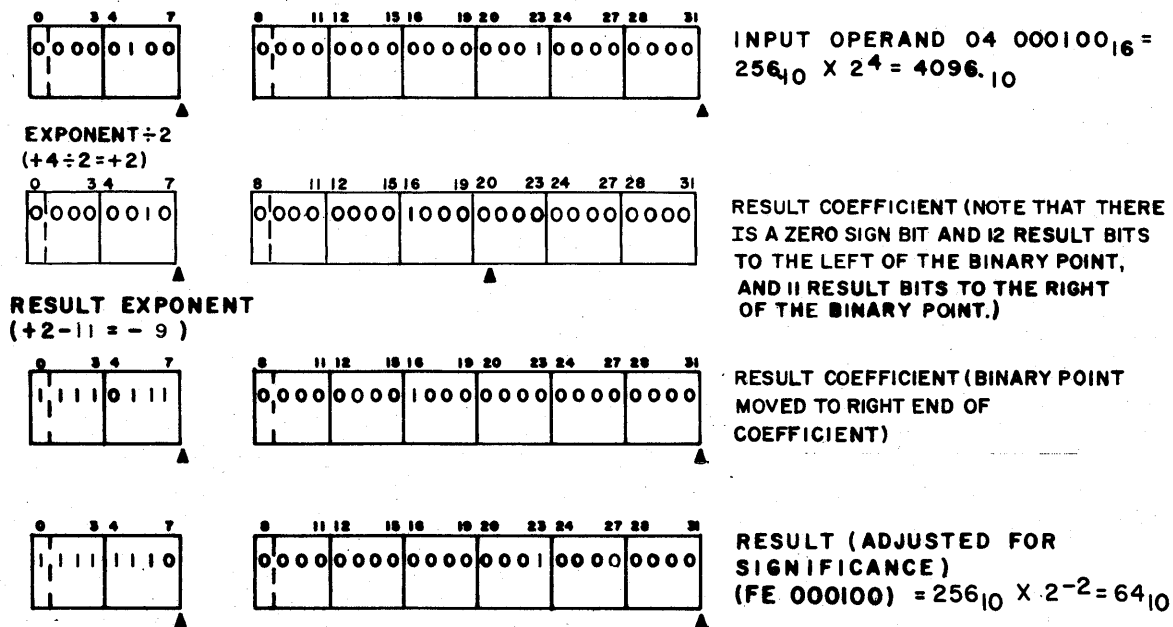 0 3 4 7 8 11 12 15 16 19 20 23 24 27 28 31
0 000 0100 0 000 0000 0000 0001 0000 0000
INPUT OPERAND 04 000100₁₆ =
256₁₀ X 2⁴ = 4096.₁₀
EXPONENT÷2
(+4÷2=+2)
0 3 4 7 8 11 12 15 16 19 20 23 24 27 28 31
0 000 0010 0 000 0000 1000 0000 0000 0000
RESULT COEFFICIENT (NOTE THAT THERE
IS A ZERO SIGN BIT AND 12 RESULT BITS
TO THE LEFT OF THE BINARY POINT,
AND 11 RESULT BITS TO THE RIGHT
OF THE BINARY POINT.)
RESULT EXPONENT
(+2-11 = - 9 )
0 3 4 7 8 11 12 15 16 19 20 23 24 27 28 31
1 111 0111 0 000 0000 1000 0000 0000 0000
RESULT COEFFICIENT (BINARY POINT
MOVED TO RIGHT END OF
COEFFICIENT)
0 3 4 7 8 11 12 15 16 19 20 23 24 27 28 31
1 111 1110 0 000 0000 0000 0001 0000 0000
RESULT (ADJUSTED FOR
SIGNIFICANCE)
(FE 000100) = 256₁₀ X 2⁻² = 64₁₀